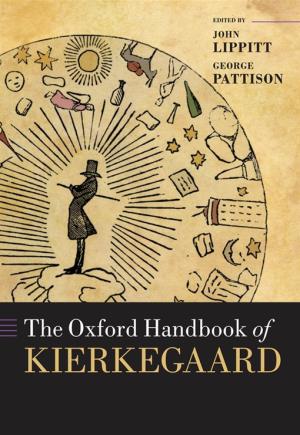 EDITED BY
JOHN
LIPPITT
GEORGE
PATTISON
The Oxford Handbook of
KIERKEGAARD